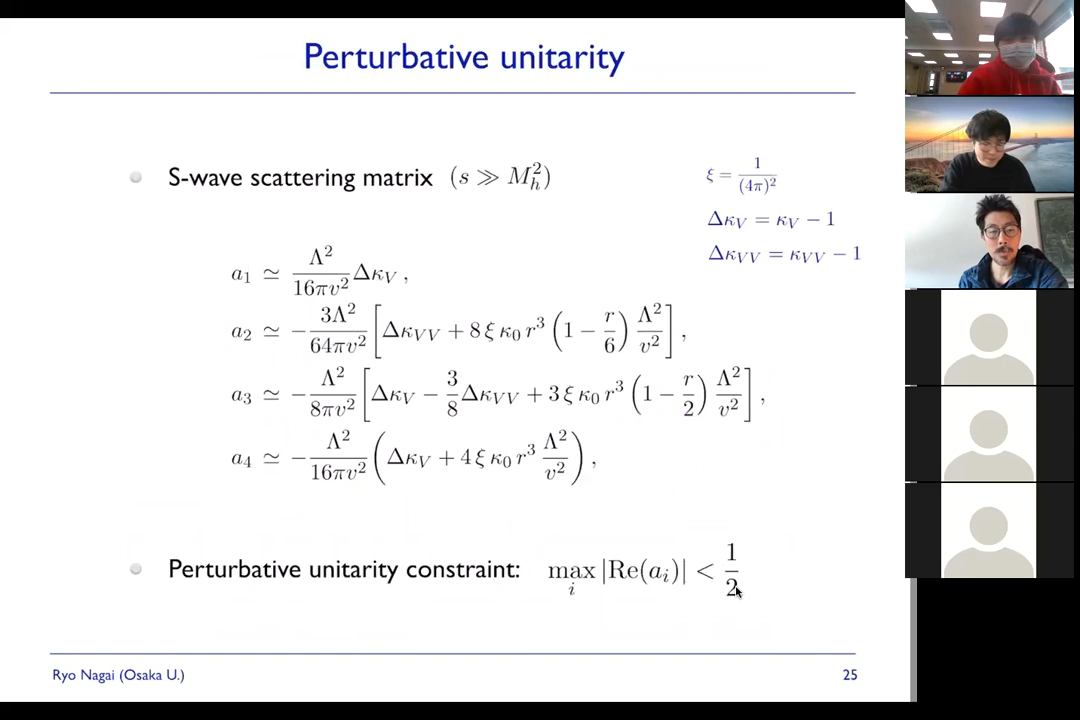 Perturbative unitarity
S-wave scattering matrix (s ≫ M_h^2)
ξ = 1/(4π)^2
Δκ_V = κ_V − 1
Δκ_VV = κ_VV − 1
a_1 ≃ Λ^2/(16πv^2) Δκ_V ,
a_2 ≃ −3Λ^2/(64πv^2) [Δκ_VV + 8 ξ κ_0 r^3 (1 − r/6) Λ^2/v^2] ,
a_3 ≃ −Λ^2/(8πv^2) [Δκ_V − 3/8 Δκ_VV + 3 ξ κ_0 r^3 (1 − r/2) Λ^2/v^2] ,
a_4 ≃ −Λ^2/(16πv^2) (Δκ_V + 4 ξ κ_0 r^3 Λ^2/v^2) ,
Perturbative unitarity constraint: max_i |Re(a_i)| < 1/2
Ryo Nagai (Osaka U.)
25